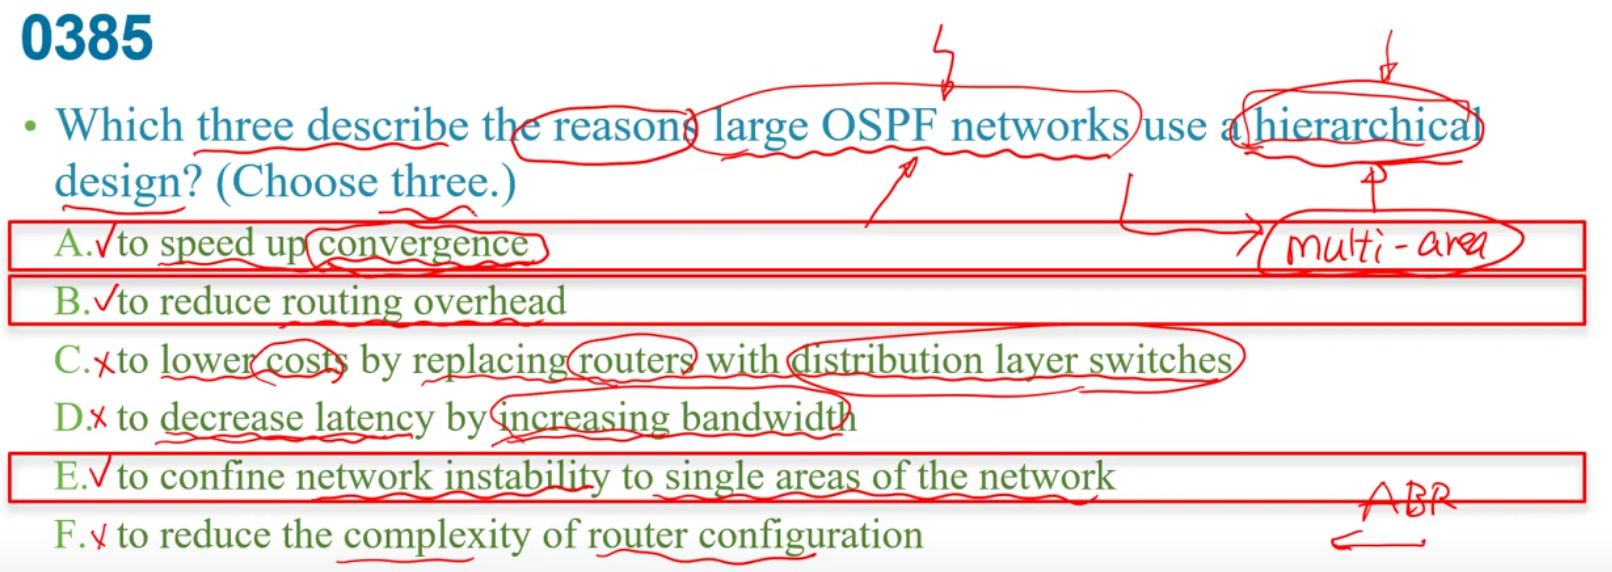 0385
• Which three describe the reasons large OSPF networks use a hierarchical
design? (Choose three.)
A.✓to speed up convergence
multi-area
B.✓to reduce routing overhead
C.×to lower costs by replacing routers with distribution layer switches
D.× to decrease latency by increasing bandwidth
E.✓to confine network instability to single areas of the network
ABR
F.× to reduce the complexity of router configuration